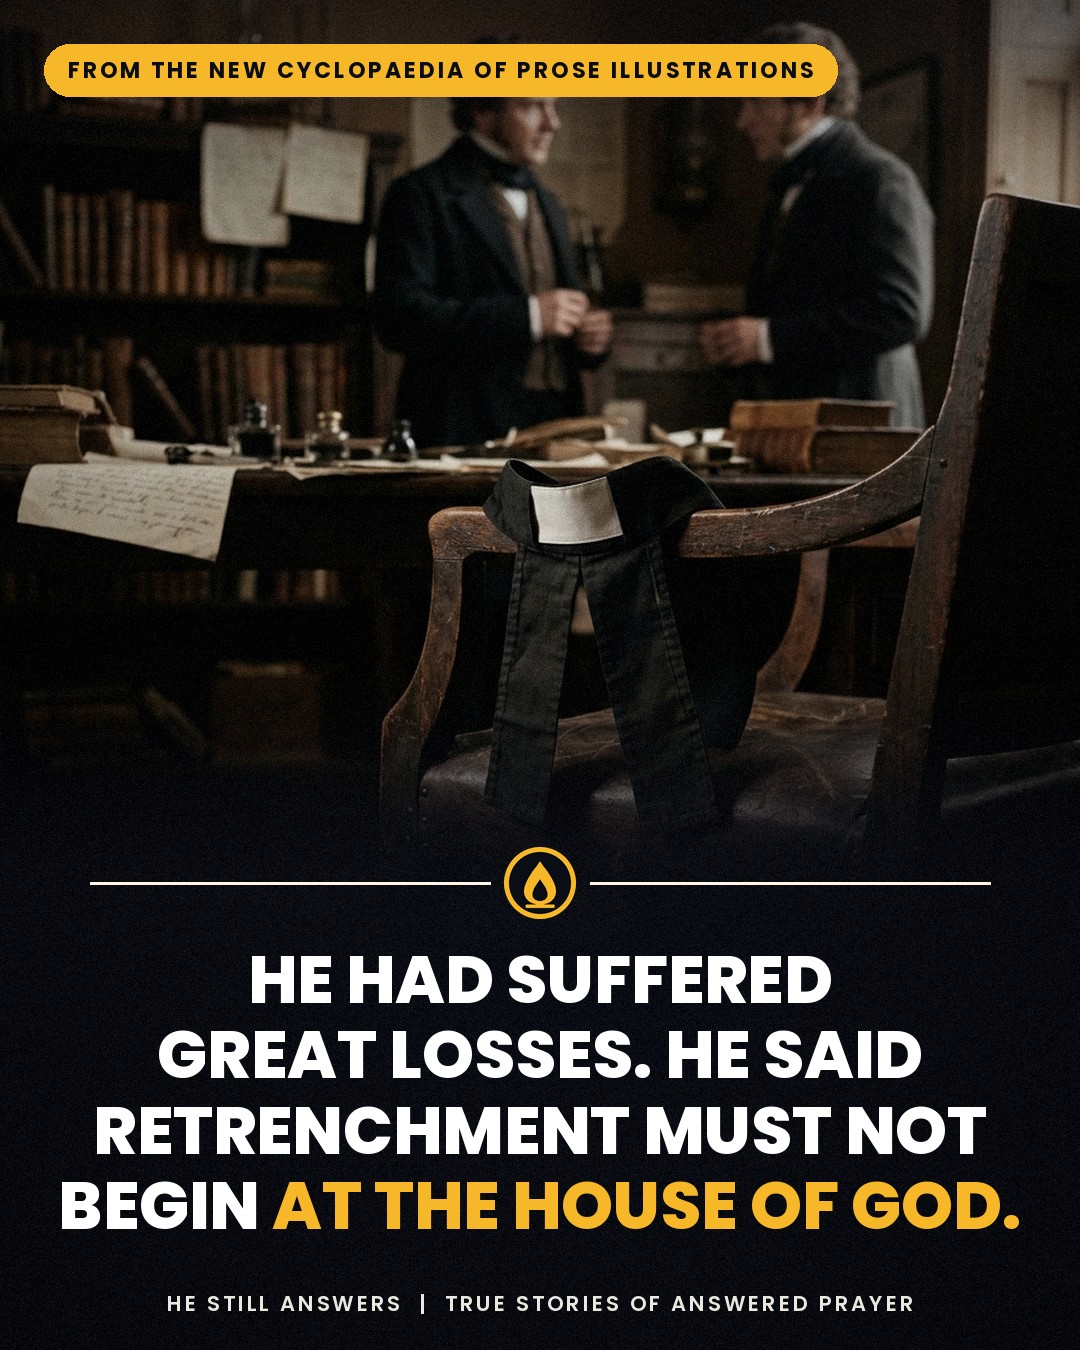 FROM THE NEW CYCLOPAEDIA OF PROSE ILLUSTRATIONS
HE HAD SUFFERED
GREAT LOSSES. HE SAID
RETRENCHMENT MUST NOT
BEGIN AT THE HOUSE OF GOD.
HE STILL ANSWERS | TRUE STORIES OF ANSWERED PRAYER